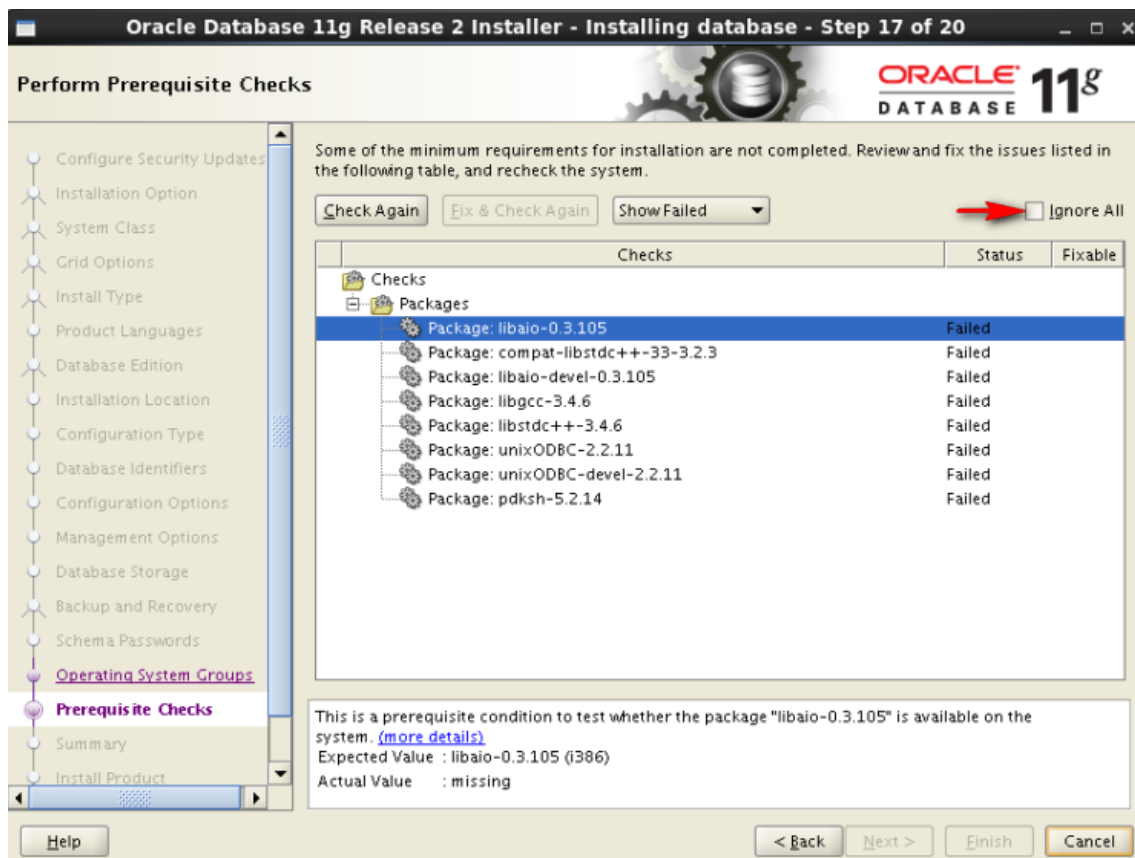 Oracle Database 11g Release 2 Installer - Installing database - Step 17 of 20
Perform Prerequisite Checks
ORACLE 11g
DATABASE
Configure Security Updates
Installation Option
System Class
Grid Options
Install Type
Product Languages
Database Edition
Installation Location
Configuration Type
Database Identifiers
Configuration Options
Management Options
Database Storage
Backup and Recovery
Schema Passwords
Operating System Groups
Prerequisite Checks
Summary
Install Product
Some of the minimum requirements for installation are not completed. Review and fix the issues listed in
the following table, and recheck the system.
Check Again Fix & Check Again Show Failed Ignore All
Checks Status Fixable
Checks
Packages
Package: libaio-0.3.105 Failed
Package: compat-libstdc++-33-3.2.3 Failed
Package: libaio-devel-0.3.105 Failed
Package: libgcc-3.4.6 Failed
Package: libstdc++-3.4.6 Failed
Package: unixODBC-2.2.11 Failed
Package: unixODBC-devel-2.2.11 Failed
Package: pdksh-5.2.14 Failed
This is a prerequisite condition to test whether the package "libaio-0.3.105" is available on the
system. (more details)
Expected Value : libaio-0.3.105 (i386)
Actual Value : missing
Help < Back Next > Finish Cancel